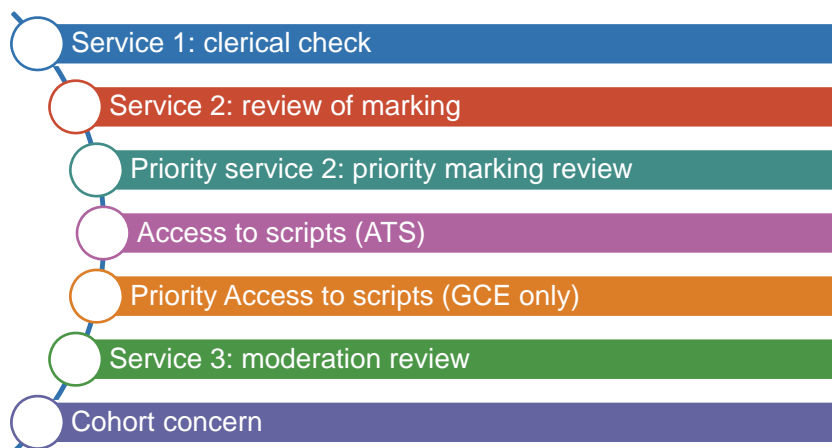 Service 1: clerical check
Service 2: review of marking
Priority service 2: priority marking review
Access to scripts (ATS)
Priority Access to scripts (GCE only)
Service 3: moderation review
Cohort concern